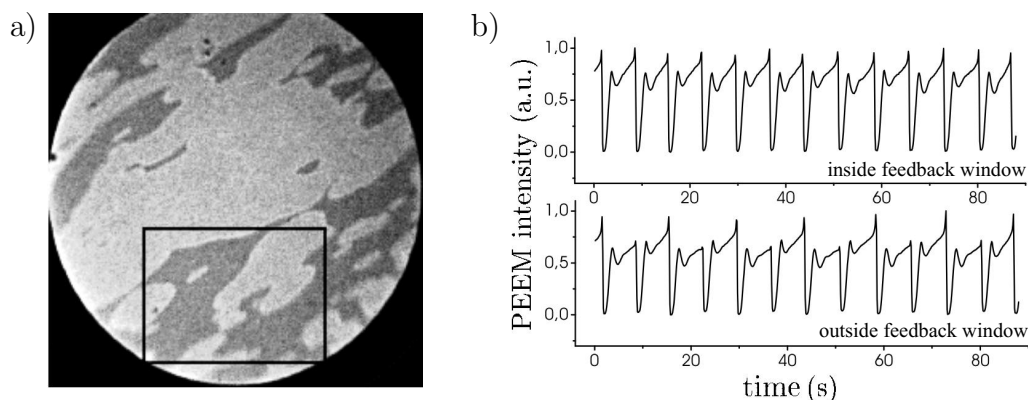 a)
b)
PEEM intensity (a.u.)
1,0
0,5
0,0
inside feedback window
0 20 40 60 80
1,0
0,5
0,0
outside feedback window
0 20 40 60 80
time (s)